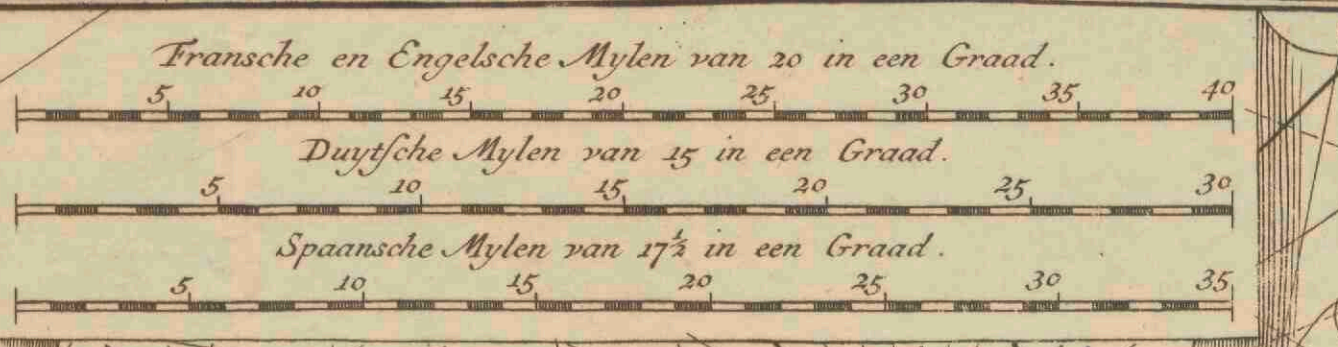 Fransche en Engelsche Mylen van 20 in een Graad.
5 10 15 20 25 30 35 40
Duytſche Mylen van 15 in een Graad.
5 10 15 20 25 30
Spaansche Mylen van 17½ in een Graad.
5 10 15 20 25 30 35